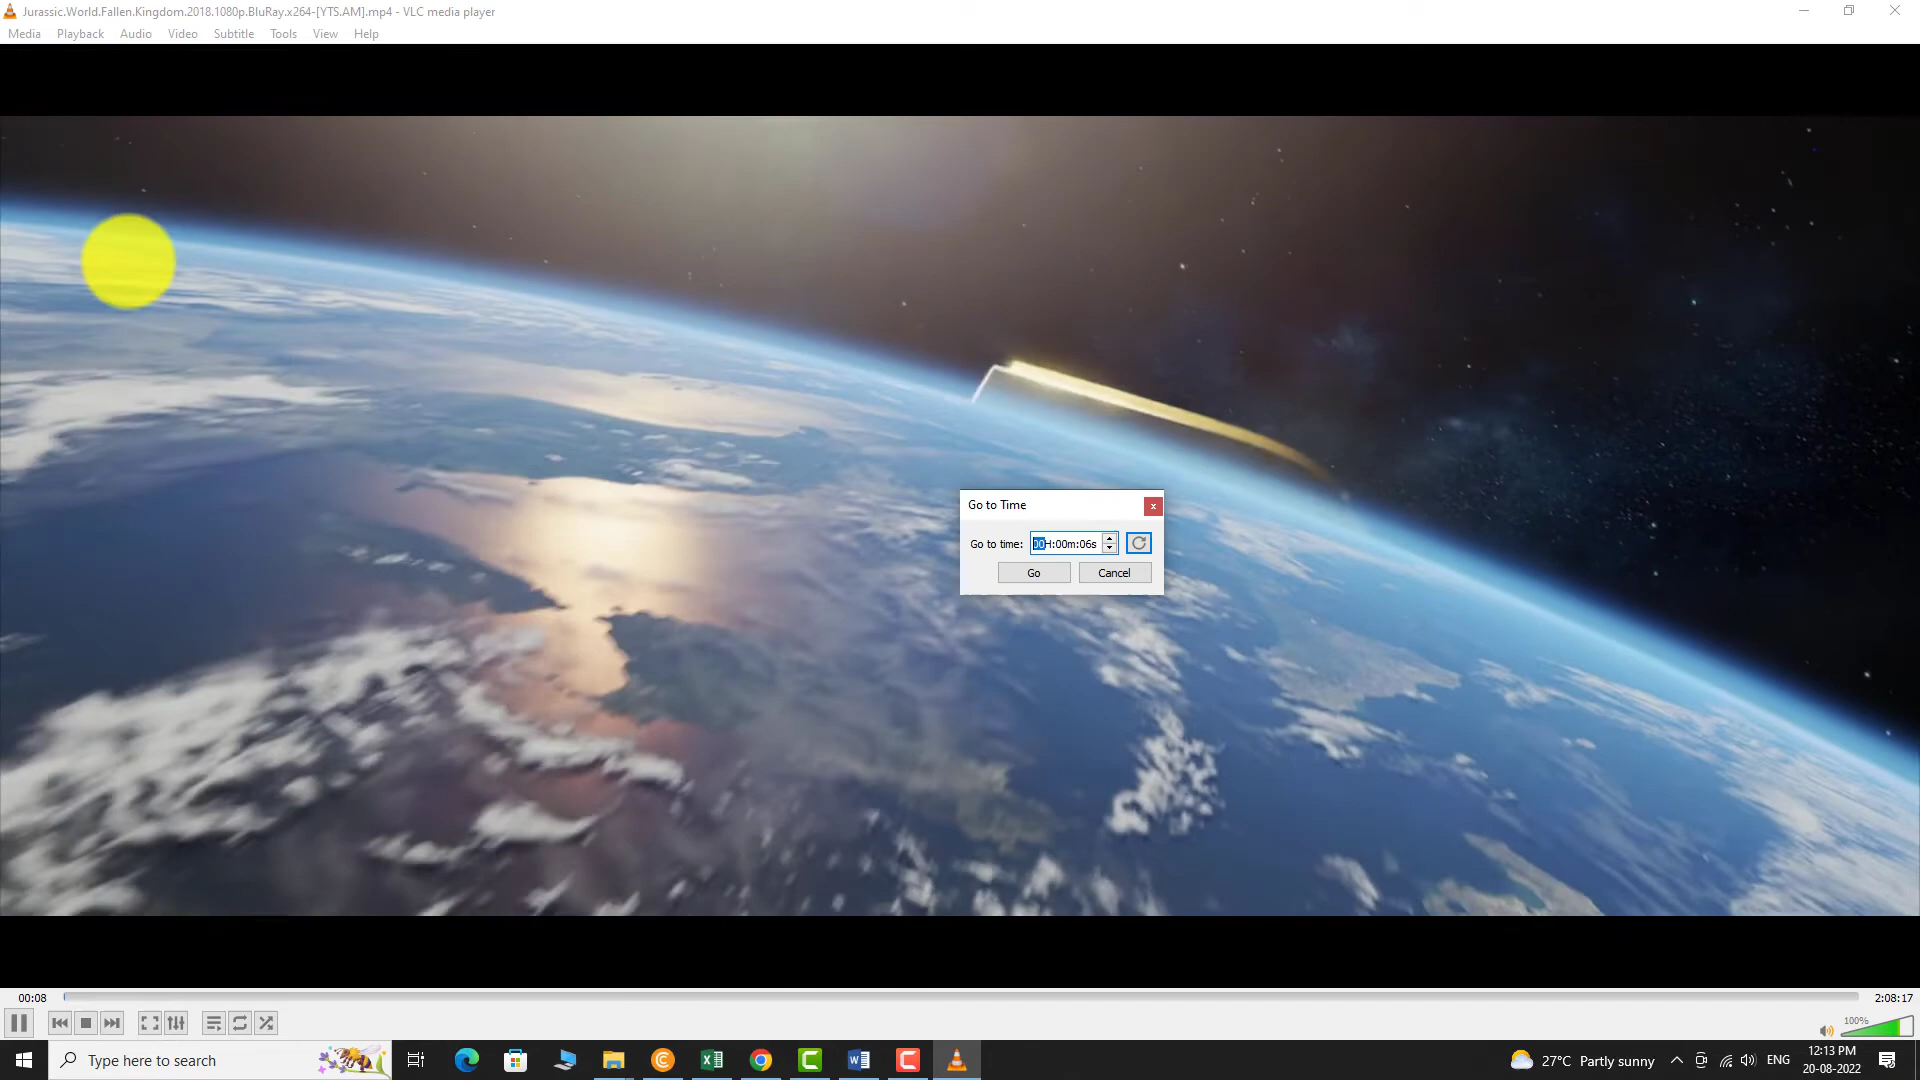 Jurassic.World.Fallen.Kingdom.2018.1080p.BluRay.x264-[YTS.AM].mp4 - VLC media player
Media Playback Audio Video Subtitle Tools View Help
Go to Time
Go to time: 00H:00m:06s
Go Cancel
00:08 2:08:17
100%
Type here to search
27°C Partly sunny ENG 12:13 PM
20-08-2022